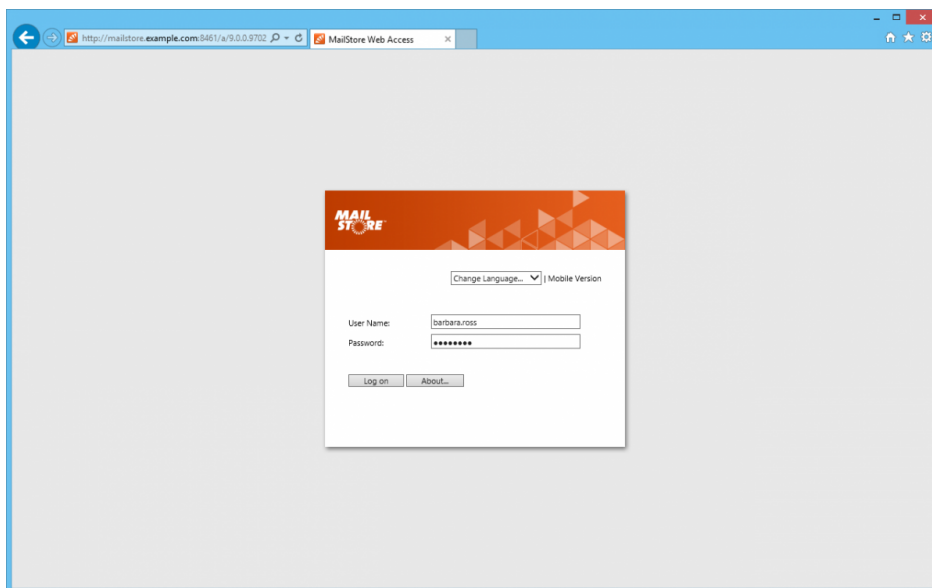 http://mailstore.example.com:8461/a/9.0.0.9702
MailStore Web Access
MAIL
STORE
Change Language... | Mobile Version
User Name: barbara.ross
Password: ••••••••
Log on About...